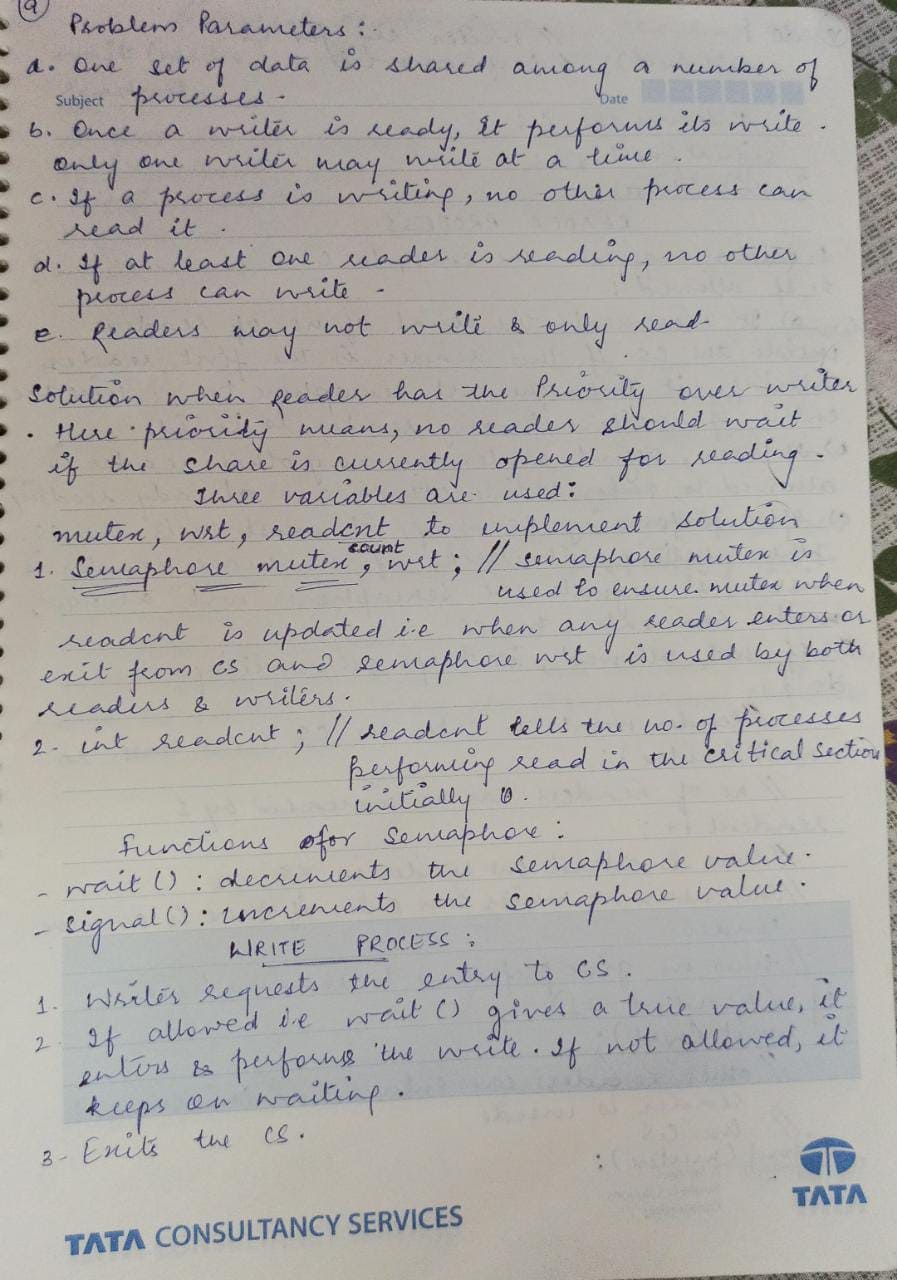 (9)
Problem Parameters :-
a. One set of data is shared among a number of
Subject processes - Date
b. Once a writer is ready, It performs its write .
only one writer may write at a time .
c. If a process is writing, no other process can
read it .
d. If at least one reader is reading, no other
process can write -
e. Readers may not write & only read
Solution when Reader has the Priority over writer
. Here priority means, no reader should wait
if the share is currently opened for reading .
Three variables are used :
mutex, wrt, readcnt to implement solution
count
1. Semaphore mutex, wrt ; // semaphore mutex is
used to ensure mutex when
readcnt is updated i.e when any reader enters or
exit from CS and semaphore wrt is used by both
readers & writers .
2- int readcnt ; // readcnt tells the no. of processes
performing read in the critical section
initially 0 .
Functions for Semaphore :
- wait () : decrements the semaphore value .
- signal () : increments the semaphore value .
WRITE PROCESS :
1. Writer requests the entry to CS .
2. If allowed i.e wait () gives a true value, it
enters & performs the write . If not allowed, it
keeps on waiting .
3- Exits the CS .
TATA
TATA CONSULTANCY SERVICES